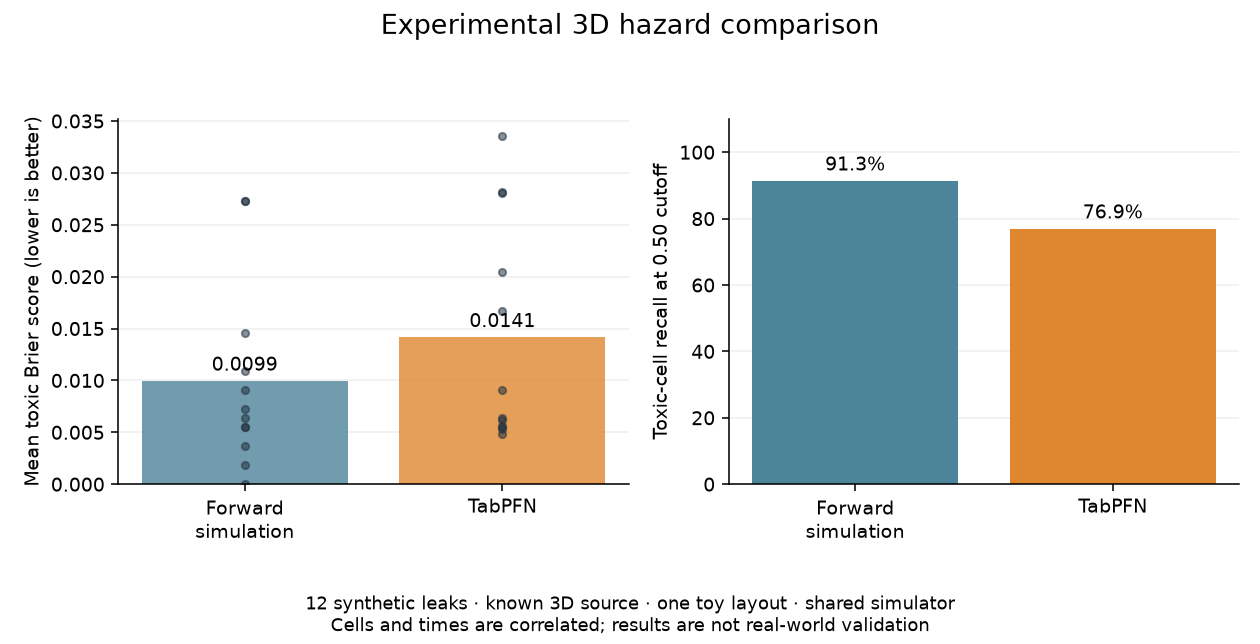 Experimental 3D hazard comparison
Mean toxic Brier score (lower is better)
0.035
0.030
0.025
0.020
0.015
0.010
0.005
0.000
0.0099
0.0141
Forward
simulation
TabPFN
Toxic-cell recall at 0.50 cutoff
100
80
60
40
20
0
91.3%
76.9%
Forward
simulation
TabPFN
12 synthetic leaks · known 3D source · one toy layout · shared simulator
Cells and times are correlated; results are not real-world validation